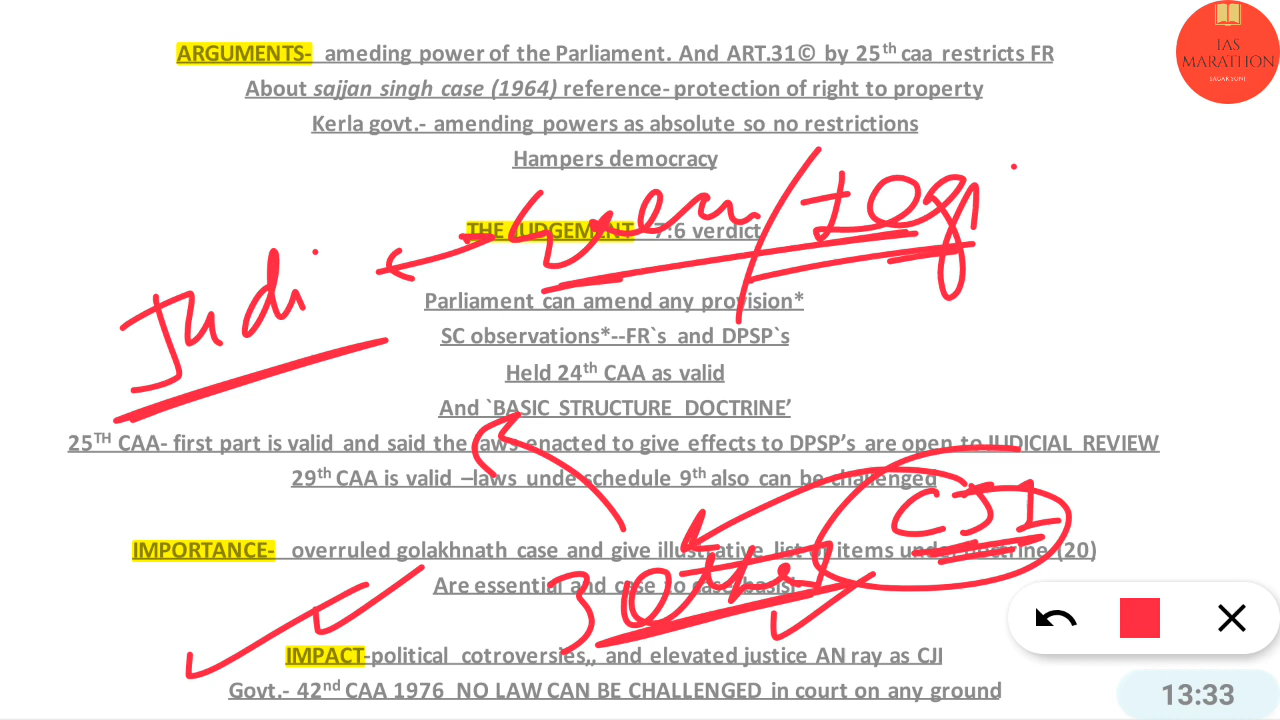 ARGUMENTS- ameding power of the Parliament. And ART.31© by 25th caa restricts FR
About sajjan singh case (1964) reference- protection of right to property
Kerla govt.- amending powers as absolute so no restrictions
Hampers democracy
THE JUDGEMENT 7:6 verdict
Parliament can amend any provision*
SC observations*--FR`s and DPSP`s
Held 24th CAA as valid
And `BASIC STRUCTURE DOCTRINE’
25TH CAA- first part is valid and said the laws enacted to give effects to DPSP’s are open to JUDICIAL REVIEW
29th CAA is valid –laws unde schedule 9th also can be challenged
IMPORTANCE- overruled golakhnath case and give illustrative list of items under doctrine (20)
Are essential and case to case basis
IMPACT-political cotroversies,, and elevated justice AN ray as CJI
Govt.- 42nd CAA 1976 NO LAW CAN BE CHALLENGED in court on any ground
Judi
Legi
CJI
3 othr
IAS
MARATHON
SAGAR SONI
13:33